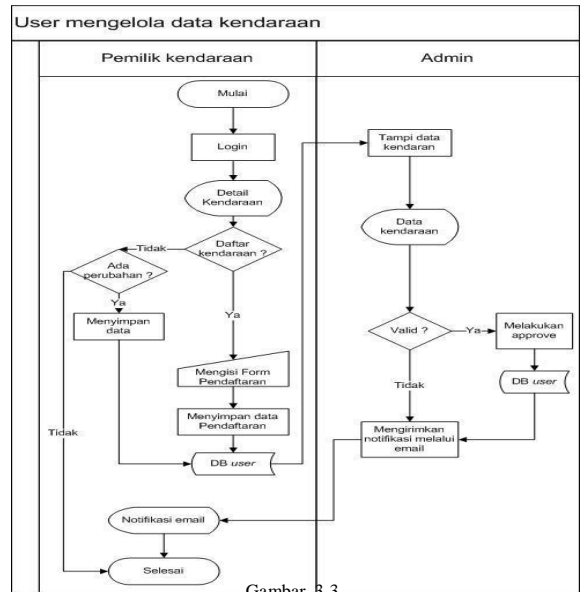 User mengelola data kendaraan
Pemilik kendaraan
Admin
Mulai
Login
Detail
Kendaraan
Daftar
kendaraan ?
Tidak
Ada
perubahan ?
Ya
Menyimpan
data
Ya
Mengisi Form
Pendaftaran
Menyimpan data
Pendaftaran
Tidak
DB user
Notifikasi email
Selesai
Tampi data
kendaran
Data
kendaraan
Valid ?
Ya
Melakukan
approve
Tidak
DB user
Mengirimkan
notifikasi melalui
email
Gambar 3.3